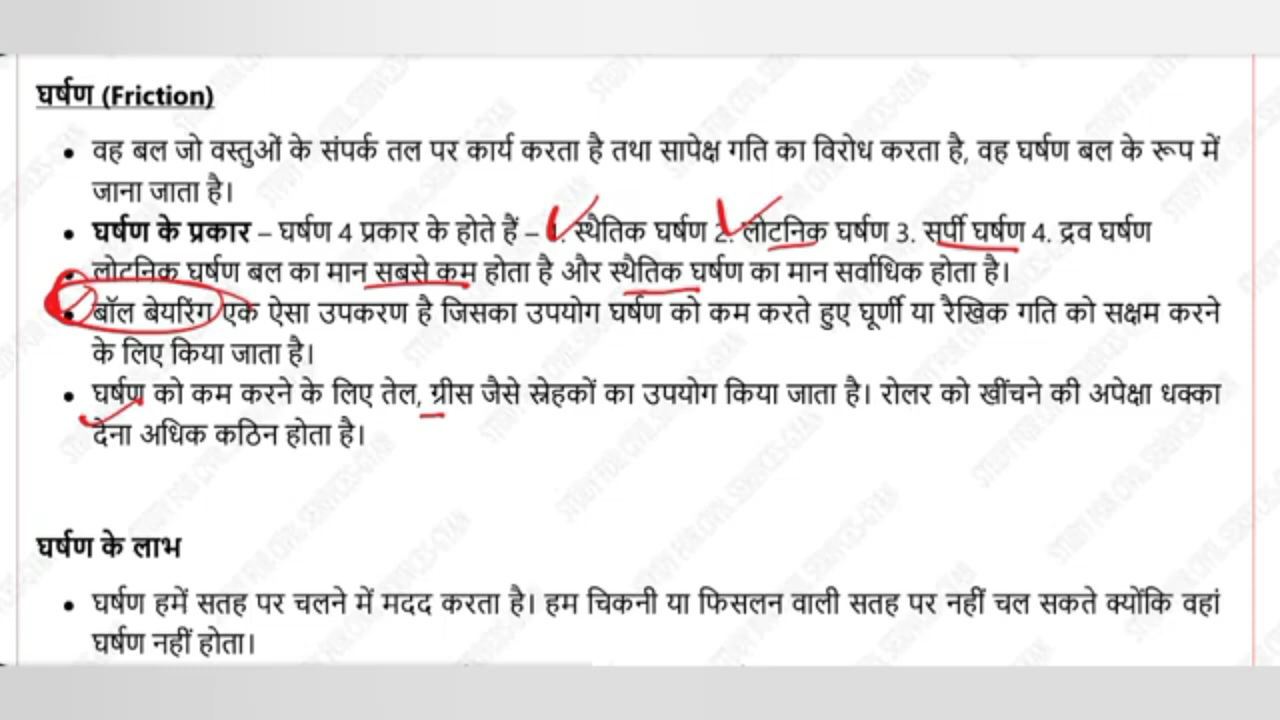 घर्षण (Friction)
• वह बल जो वस्तुओं के संपर्क तल पर कार्य करता है तथा सापेक्ष गति का विरोध करता है, वह घर्षण बल के रूप में
जाना जाता है।
• घर्षण के प्रकार – घर्षण 4 प्रकार के होते हैं – 1. स्थैतिक घर्षण 2. लोटनिक घर्षण 3. सर्पी घर्षण 4. द्रव घर्षण
• लोटनिक घर्षण बल का मान सबसे कम होता है और स्थैतिक घर्षण का मान सर्वाधिक होता है।
• बॉल बेयरिंग एक ऐसा उपकरण है जिसका उपयोग घर्षण को कम करते हुए घूर्णी या रैखिक गति को सक्षम करने
के लिए किया जाता है।
• घर्षण को कम करने के लिए तेल, ग्रीस जैसे स्नेहकों का उपयोग किया जाता है। रोलर को खींचने की अपेक्षा धक्का
देना अधिक कठिन होता है।
घर्षण के लाभ
• घर्षण हमें सतह पर चलने में मदद करता है। हम चिकनी या फिसलन वाली सतह पर नहीं चल सकते क्योंकि वहां
घर्षण नहीं होता।
STUDY FOR CIVIL SERVICES-GYAN